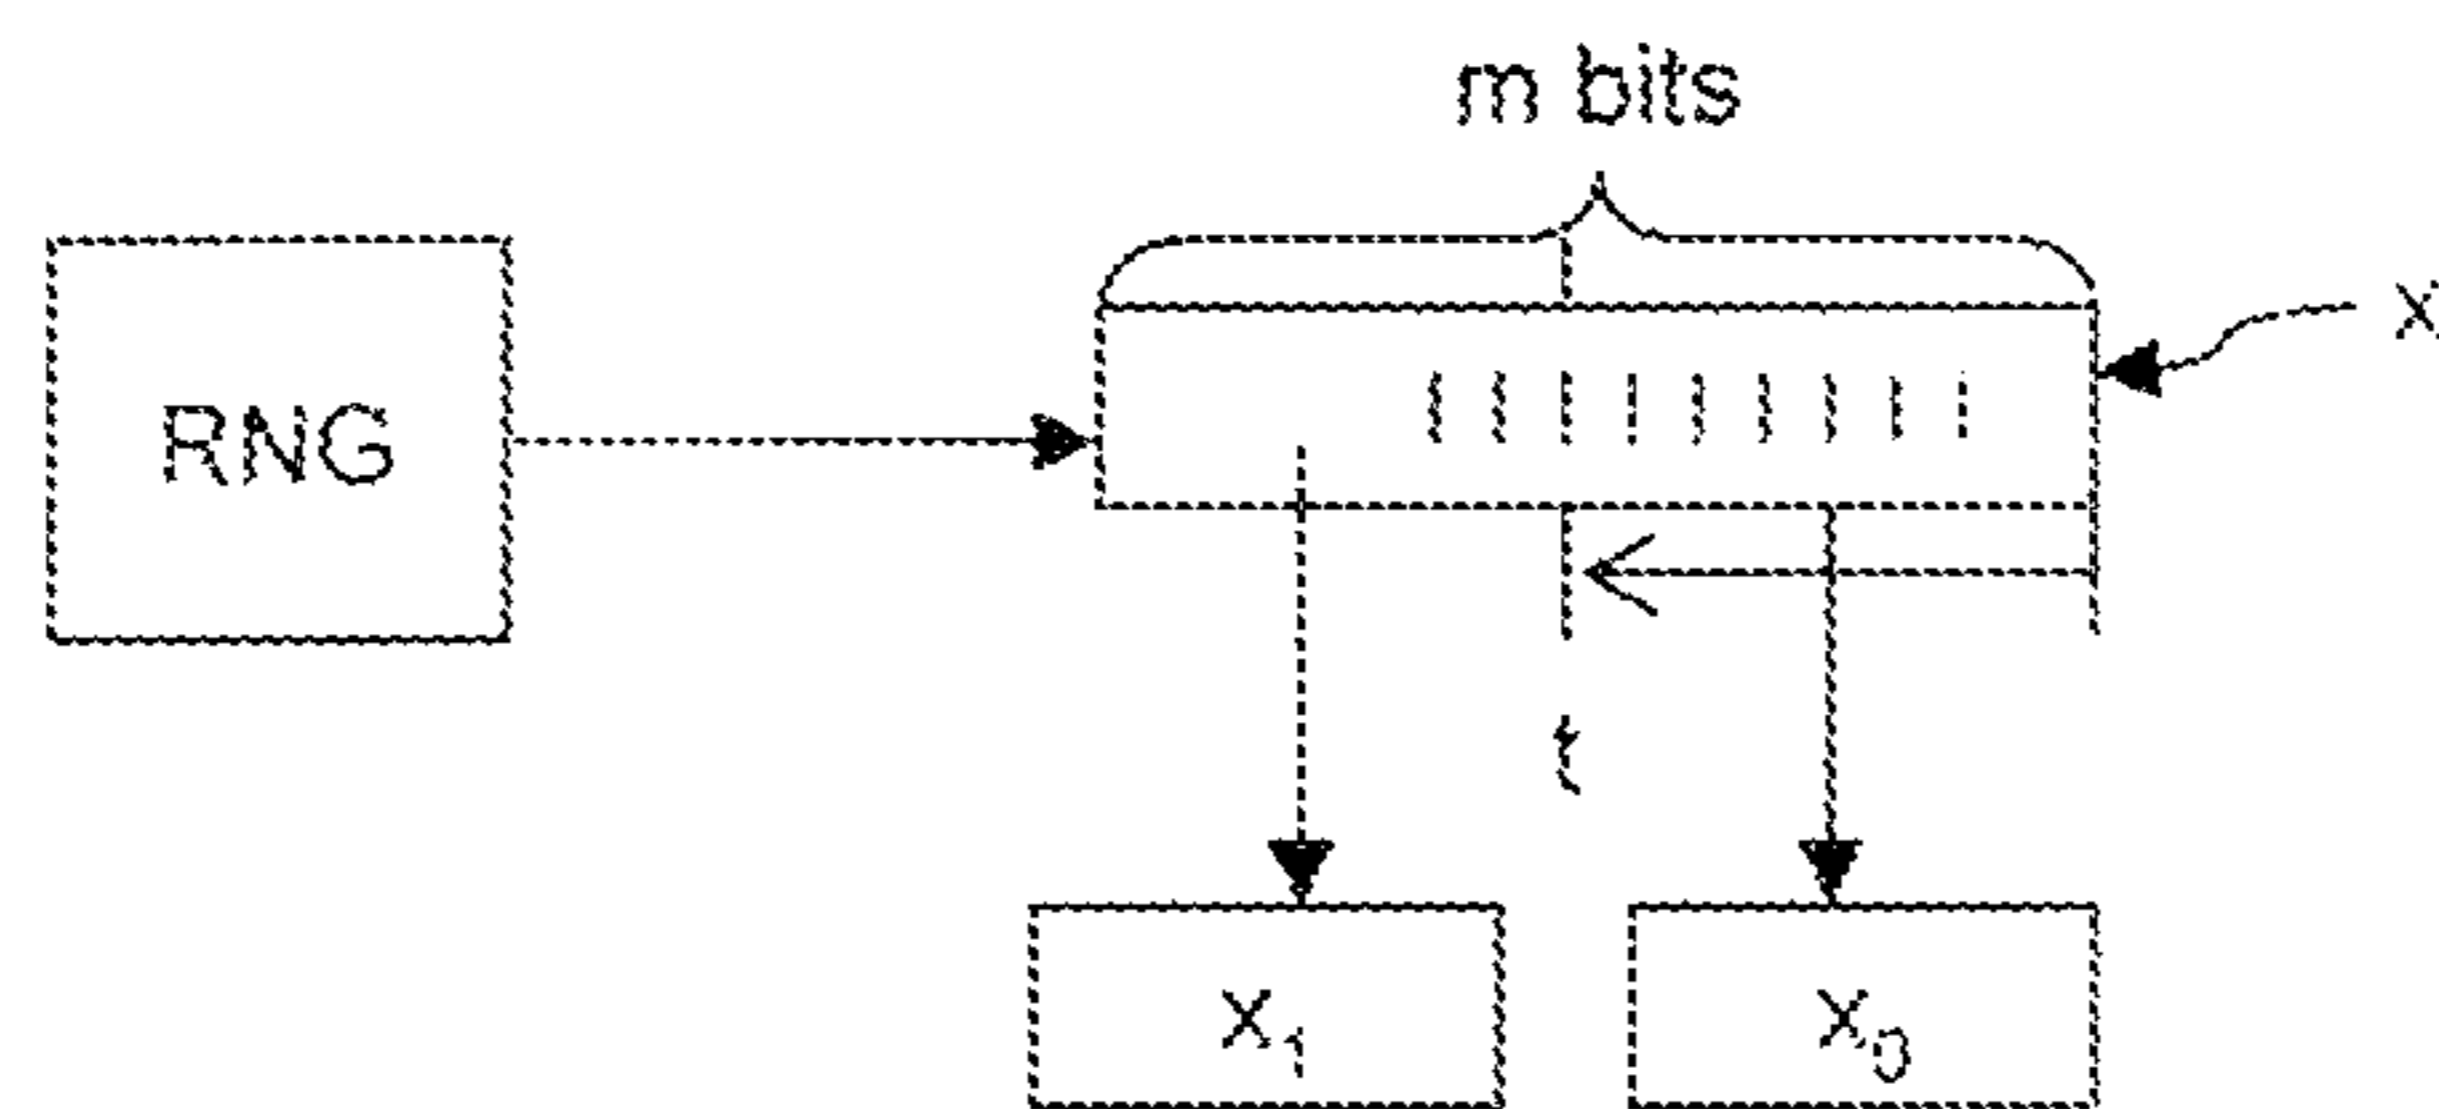 m bits
x
RNG
t
x₁ x₀